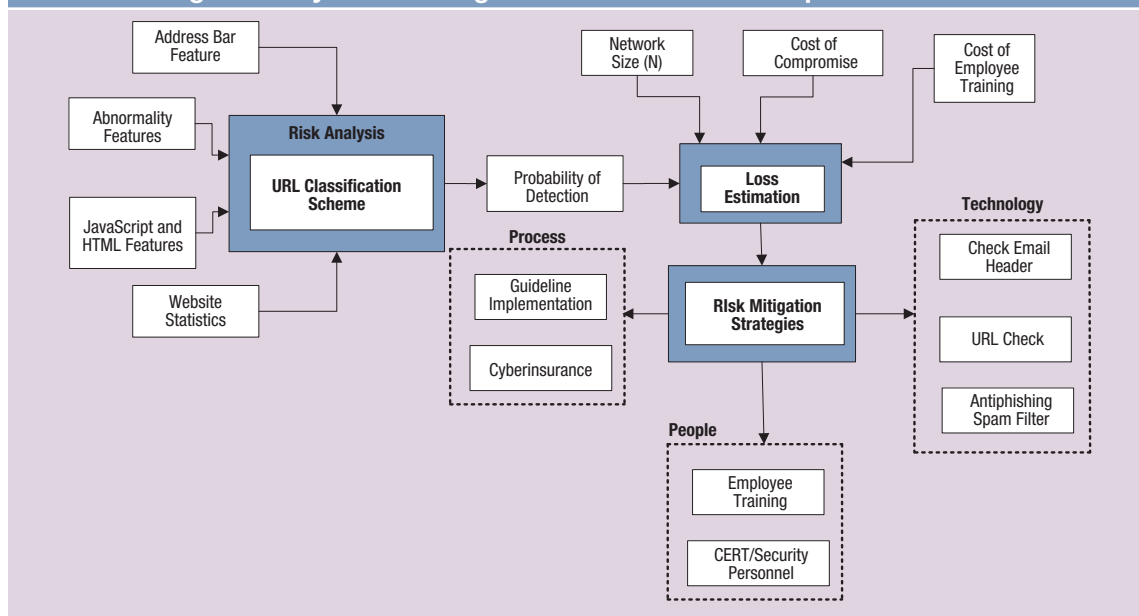 Address Bar
Feature
Network
Size (N)
Cost of
Compromise
Cost of
Employee
Training
Abnormality
Features
Risk Analysis
URL Classification
Scheme
Probability of
Detection
Loss
Estimation
JavaScript and
HTML Features
Website
Statistics
Process
Guideline
Implementation
Cyberinsurance
RIsk Mitigation
Strategies
Technology
Check Email
Header
URL Check
Antiphishing
Spam Filter
People
Employee
Training
CERT/Security
Personnel